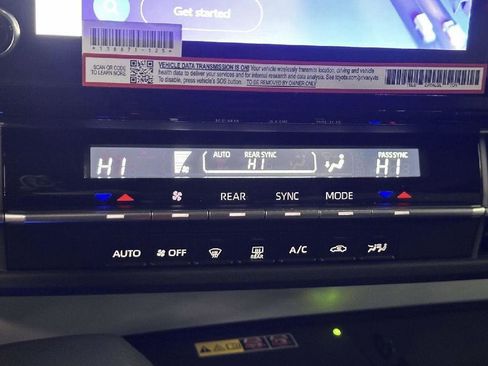 Get started
*138871-125*
SCAN QR CODE
TO LEARN MORE
VEHICLE DATA TRANSMISSION IS ON! Your vehicle wirelessly transmits location, driving and vehicle
health data to deliver your services and for internal research and data analysis. See toyota.com/privacyvts
To disable, press vehicle's SOS button. TO BE REMOVED BY OWNER ONLY
HI
AUTO
REAR SYNC
HI
PASS SYNC
HI
REAR
SYNC
MODE
AUTO
OFF
REAR
A/C